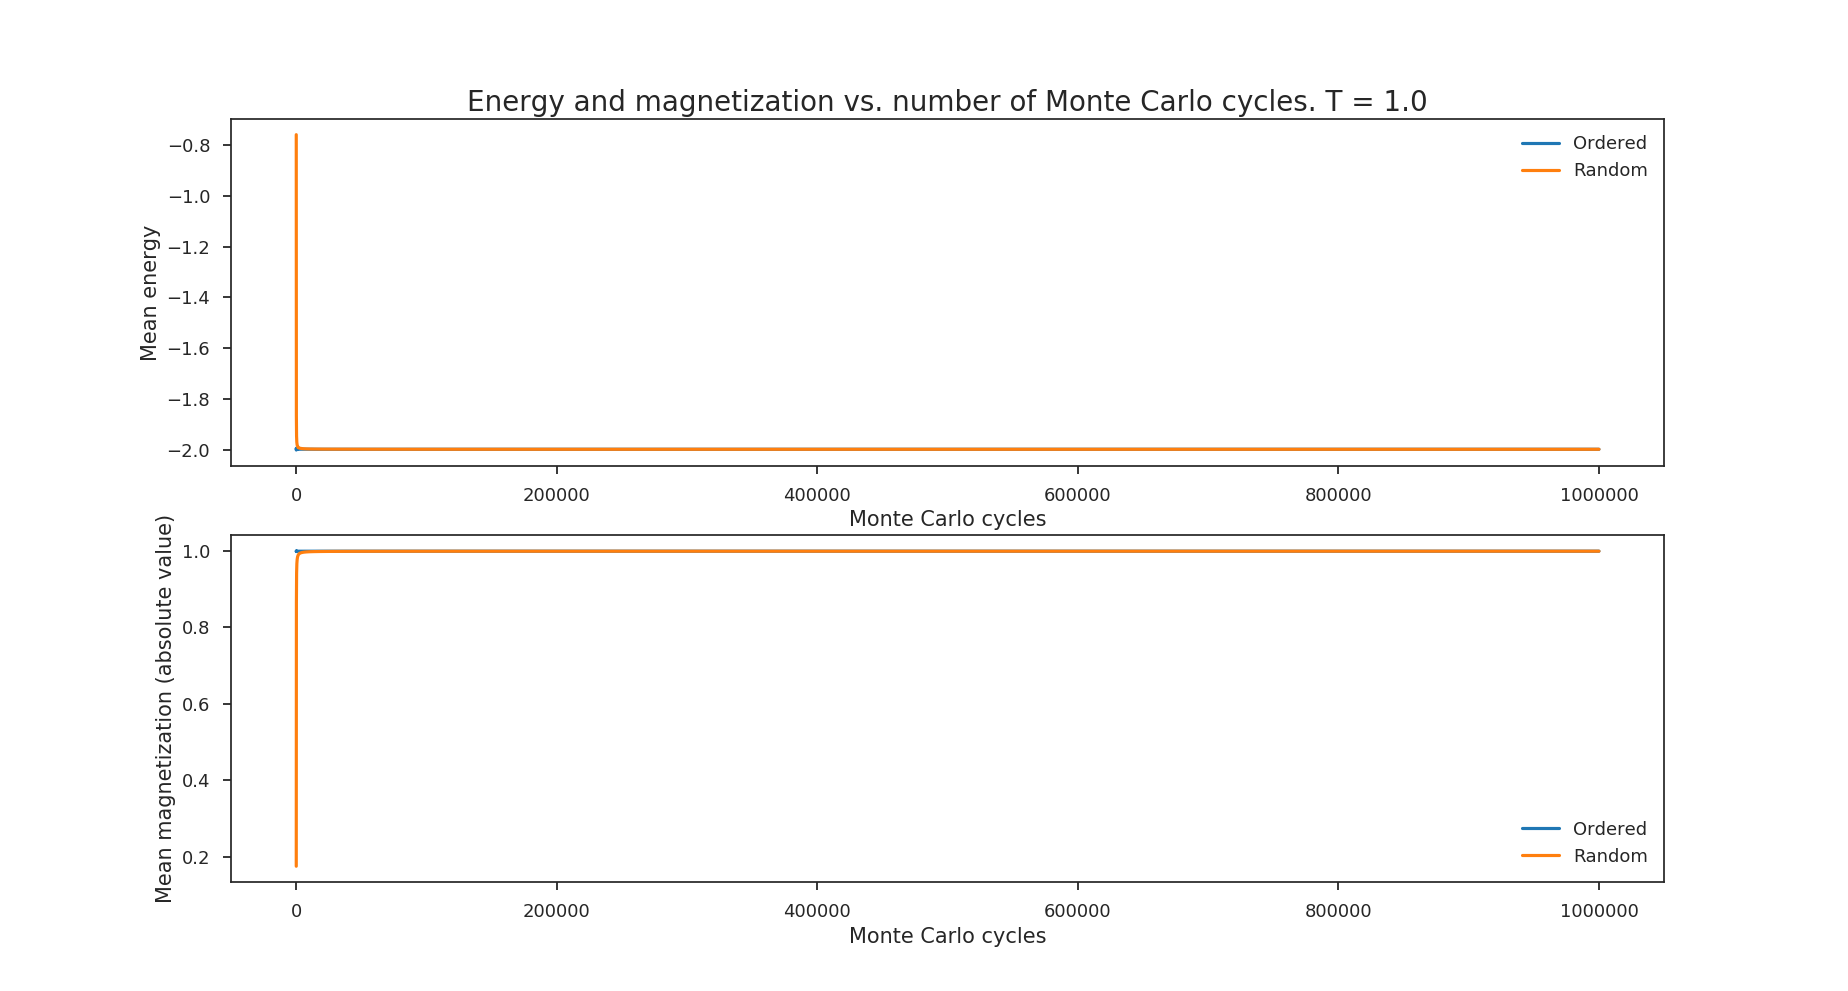 Energy and magnetization vs. number of Monte Carlo cycles. T = 1.0
Mean energy
−0.8
−1.0
−1.2
−1.4
−1.6
−1.8
−2.0
Ordered
Random
0 200000 400000 600000 800000 1000000
Monte Carlo cycles
Mean magnetization (absolute value)
1.0
0.8
0.6
0.4
0.2
Ordered
Random
0 200000 400000 600000 800000 1000000
Monte Carlo cycles